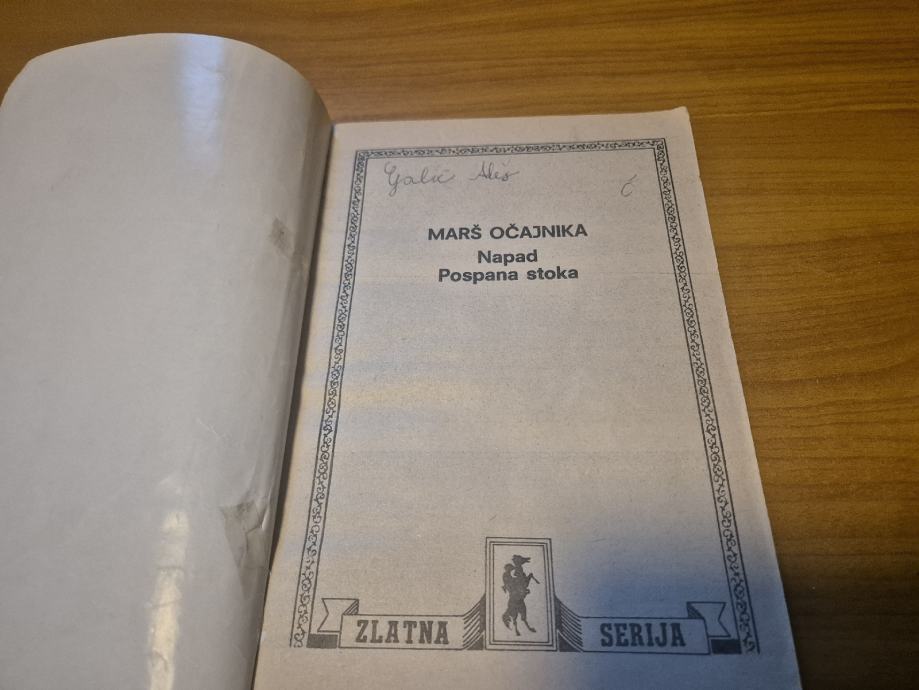 Galić Aleš Ć
MARŠ OČAJNIKA
Napad
Pospana stoka
ZLATNA SERIJA